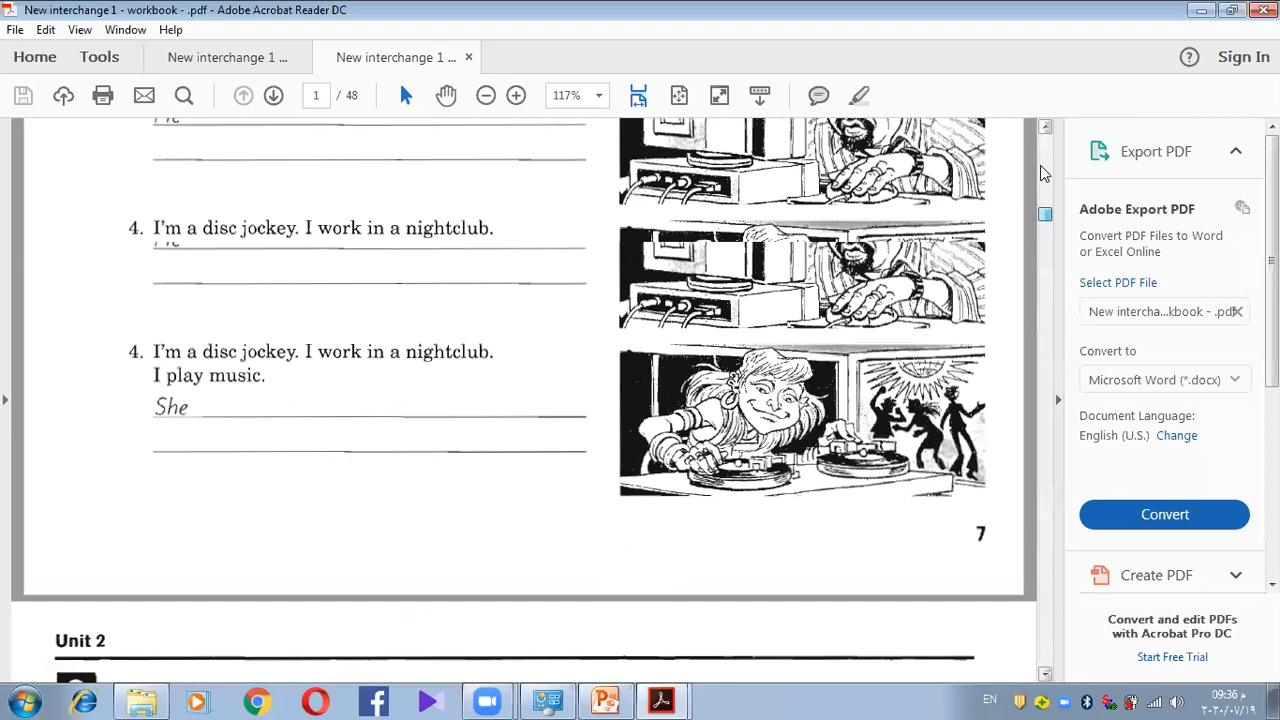 New interchange 1 - workbook - .pdf - Adobe Acrobat Reader DC
File Edit View Window Help
Home Tools New interchange 1 ... New interchange 1 ... × Sign In
1 / 48 117%
4. I'm a disc jockey. I work in a nightclub.
4. I'm a disc jockey. I work in a nightclub.
I play music.
She
7
Unit 2
Export PDF
Adobe Export PDF
Convert PDF Files to Word
or Excel Online
Select PDF File
New intercha...kbook - .pdf
Convert to
Microsoft Word (*.docx)
Document Language:
English (U.S.) Change
Convert
Create PDF
Convert and edit PDFs
with Acrobat Pro DC
Start Free Trial
EN
09:36 م
٢٠٢٠/٠٧/١٩